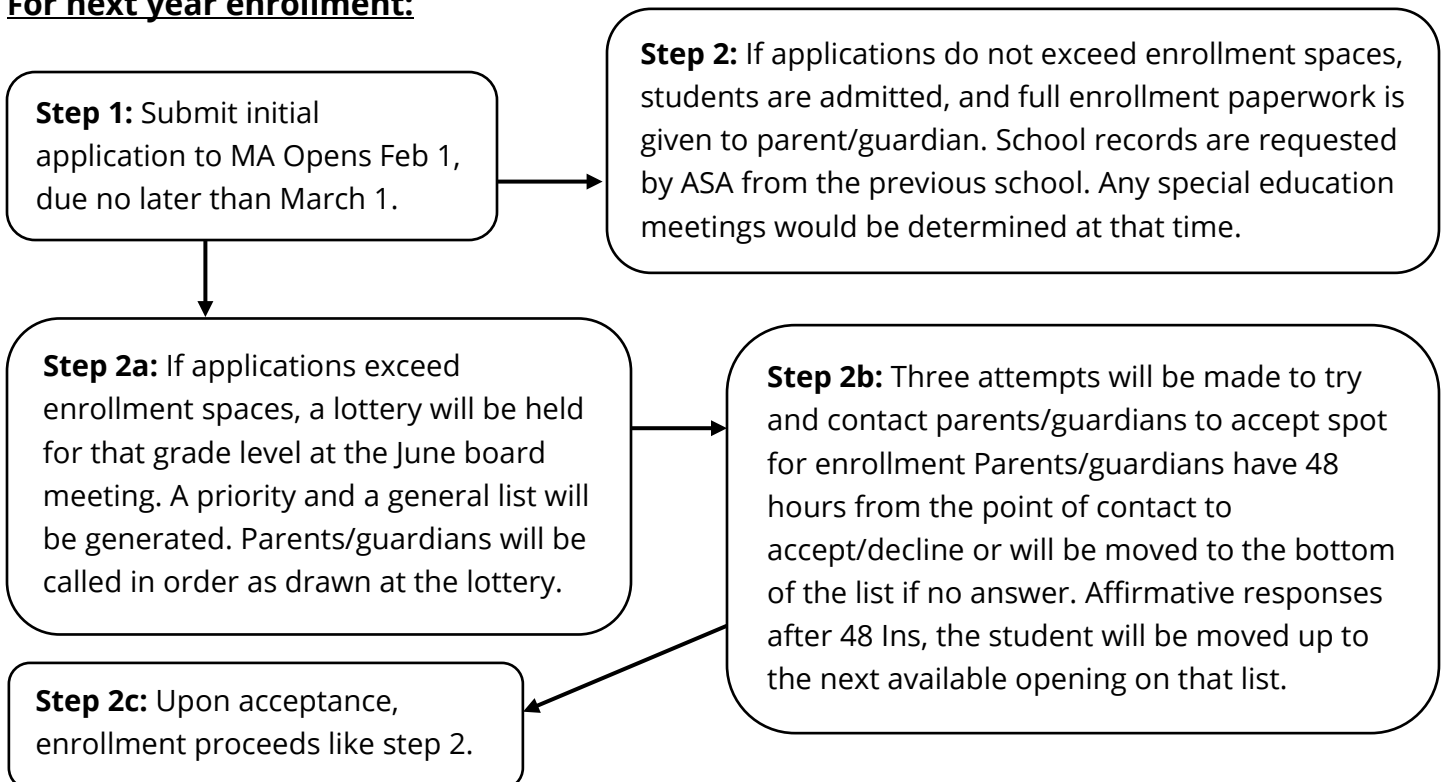 For next year enrollment:
Step 1: Submit initial
application to MA Opens Feb 1,
due no later than March 1.
Step 2: If applications do not exceed enrollment spaces,
students are admitted, and full enrollment paperwork is
given to parent/guardian. School records are requested
by ASA from the previous school. Any special education
meetings would be determined at that time.
Step 2a: If applications exceed
enrollment spaces, a lottery will be held
for that grade level at the June board
meeting. A priority and a general list will
be generated. Parents/guardians will be
called in order as drawn at the lottery.
Step 2b: Three attempts will be made to try
and contact parents/guardians to accept spot
for enrollment Parents/guardians have 48
hours from the point of contact to
accept/decline or will be moved to the bottom
of the list if no answer. Affirmative responses
after 48 Ins, the student will be moved up to
the next available opening on that list.
Step 2c: Upon acceptance,
enrollment proceeds like step 2.